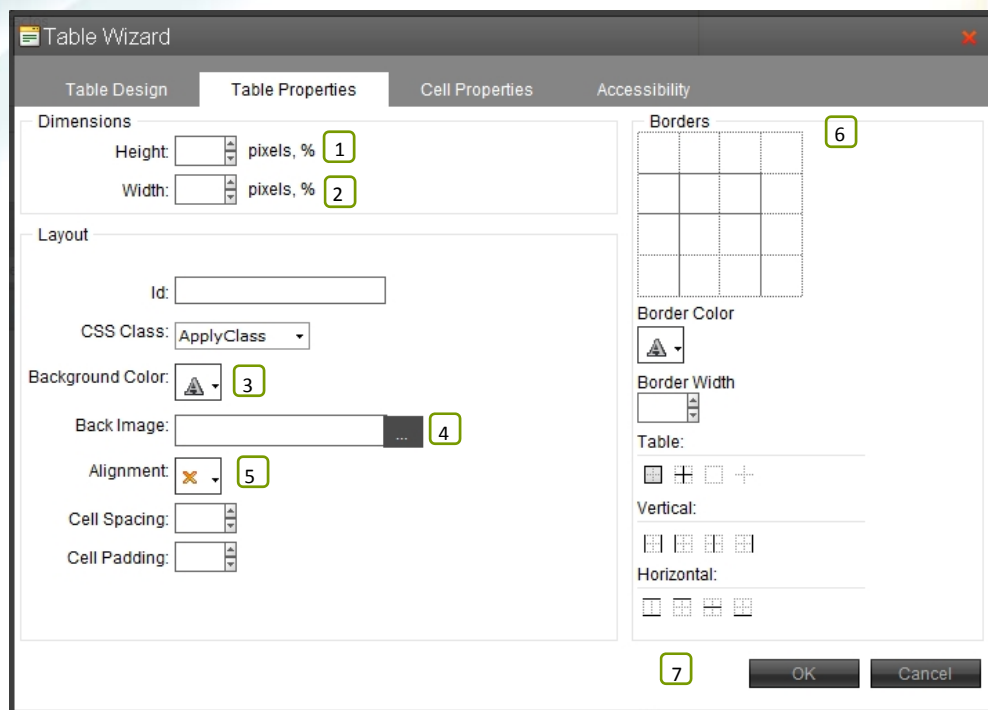 Table Wizard
Table Design Table Properties Cell Properties Accessibility
Dimensions
Height: pixels, % 1
Width: pixels, % 2
Layout
Id:
CSS Class: ApplyClass
Background Color: 3
Back Image: ... 4
Alignment: 5
Cell Spacing:
Cell Padding:
Borders 6
Border Color
Border Width
Table:
Vertical:
Horizontal:
7 OK Cancel